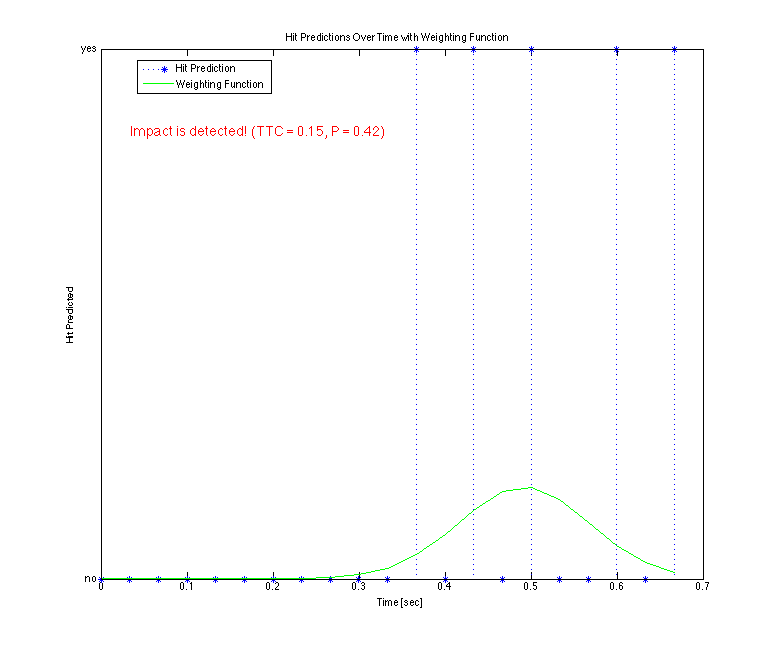 Hit Predictions Over Time with Weighting Function
yes
Hit Prediction
Weighting Function
Impact is detected! (TTC = 0.15, P = 0.42)
Hit Predicted
no
0 0.1 0.2 0.3 0.4 0.5 0.6 0.7
Time [sec]